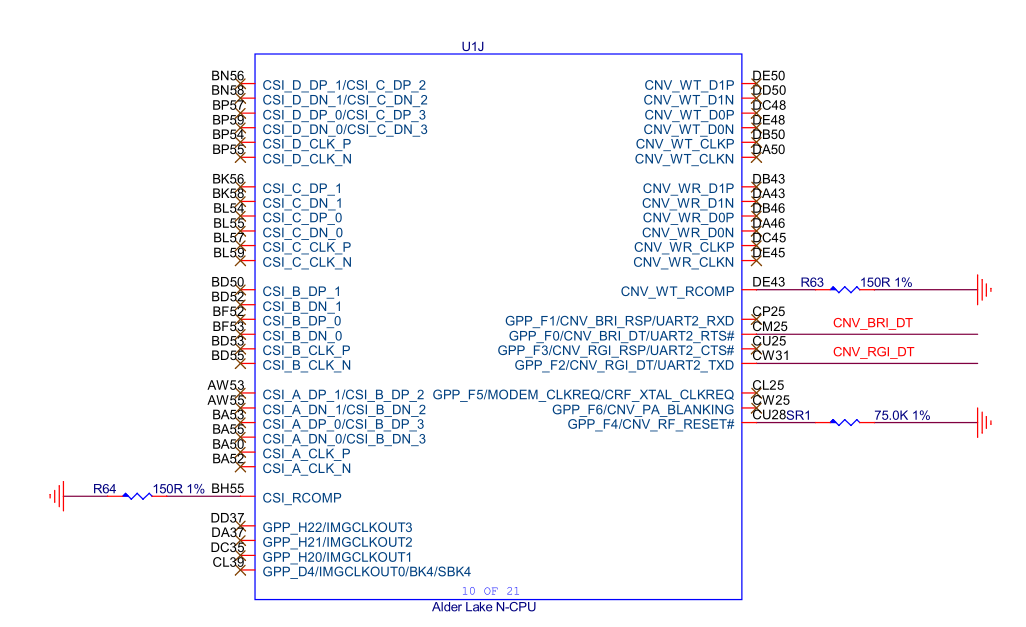 U1J
BN56 CSI_D_DP_1/CSI_C_DP_2 CNV_WT_D1P DE50
BN58 CSI_D_DN_1/CSI_C_DN_2 CNV_WT_D1N DD50
BP57 CSI_D_DP_0/CSI_C_DP_3 CNV_WT_D0P DC48
BP59 CSI_D_DN_0/CSI_C_DN_3 CNV_WT_D0N DE48
BP54 CSI_D_CLK_P CNV_WT_CLKP DB50
BP55 CSI_D_CLK_N CNV_WT_CLKN DA50
BK56 CSI_C_DP_1 CNV_WR_D1P DB43
BK58 CSI_C_DN_1 CNV_WR_D1N DA43
BL54 CSI_C_DP_0 CNV_WR_D0P DB46
BL55 CSI_C_DN_0 CNV_WR_D0N DA46
BL57 CSI_C_CLK_P CNV_WR_CLKP DC45
BL59 CSI_C_CLK_N CNV_WR_CLKN DE45
BD50 CSI_B_DP_1 CNV_WT_RCOMP DE43 R63 150R 1%
BD52 CSI_B_DN_1
BF52 CSI_B_DP_0 GPP_F1/CNV_BRI_RSP/UART2_RXD CP25
BF53 CSI_B_DN_0 GPP_F0/CNV_BRI_DT/UART2_RTS# CM25 CNV_BRI_DT
BD53 CSI_B_CLK_P GPP_F3/CNV_RGI_RSP/UART2_CTS# CU25
BD55 CSI_B_CLK_N GPP_F2/CNV_RGI_DT/UART2_TXD CW31 CNV_RGI_DT
AW53 CSI_A_DP_1/CSI_B_DP_2 GPP_F5/MODEM_CLKREQ/CRF_XTAL_CLKREQ CL25
AW55 CSI_A_DN_1/CSI_B_DN_2 GPP_F6/CNV_PA_BLANKING CW25
BA53 CSI_A_DP_0/CSI_B_DP_3 GPP_F4/CNV_RF_RESET# CU28 SR1 75.0K 1%
BA55 CSI_A_DN_0/CSI_B_DN_3
BA50 CSI_A_CLK_P
BA52 CSI_A_CLK_N
R64 150R 1% BH55 CSI_RCOMP
DD37 GPP_H22/IMGCLKOUT3
DA37 GPP_H21/IMGCLKOUT2
DC35 GPP_H20/IMGCLKOUT1
CL39 GPP_D4/IMGCLKOUT0/BK4/SBK4
10 OF 21
Alder Lake N-CPU